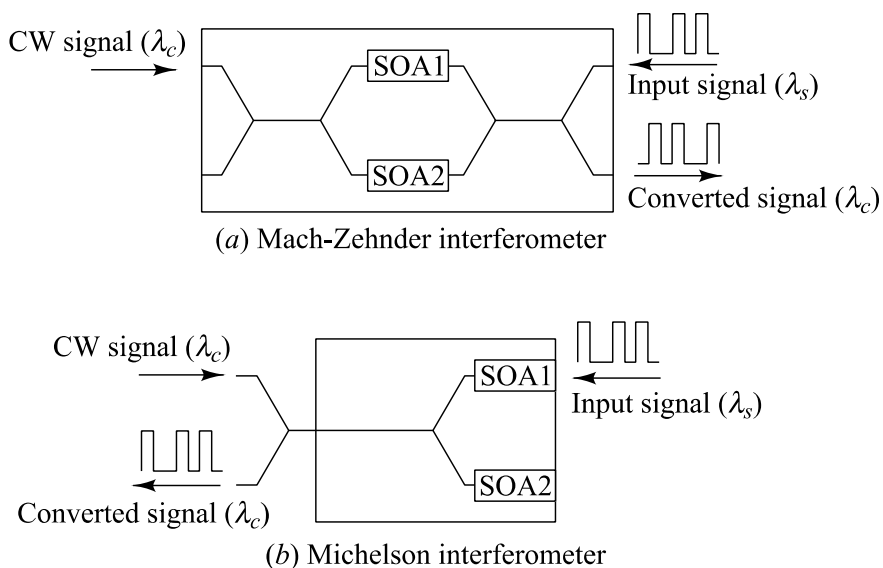 CW signal (λc)
SOA1
Input signal (λs)
SOA2
Converted signal (λc)
(a) Mach-Zehnder interferometer
CW signal (λc)
SOA1
Input signal (λs)
SOA2
Converted signal (λc)
(b) Michelson interferometer